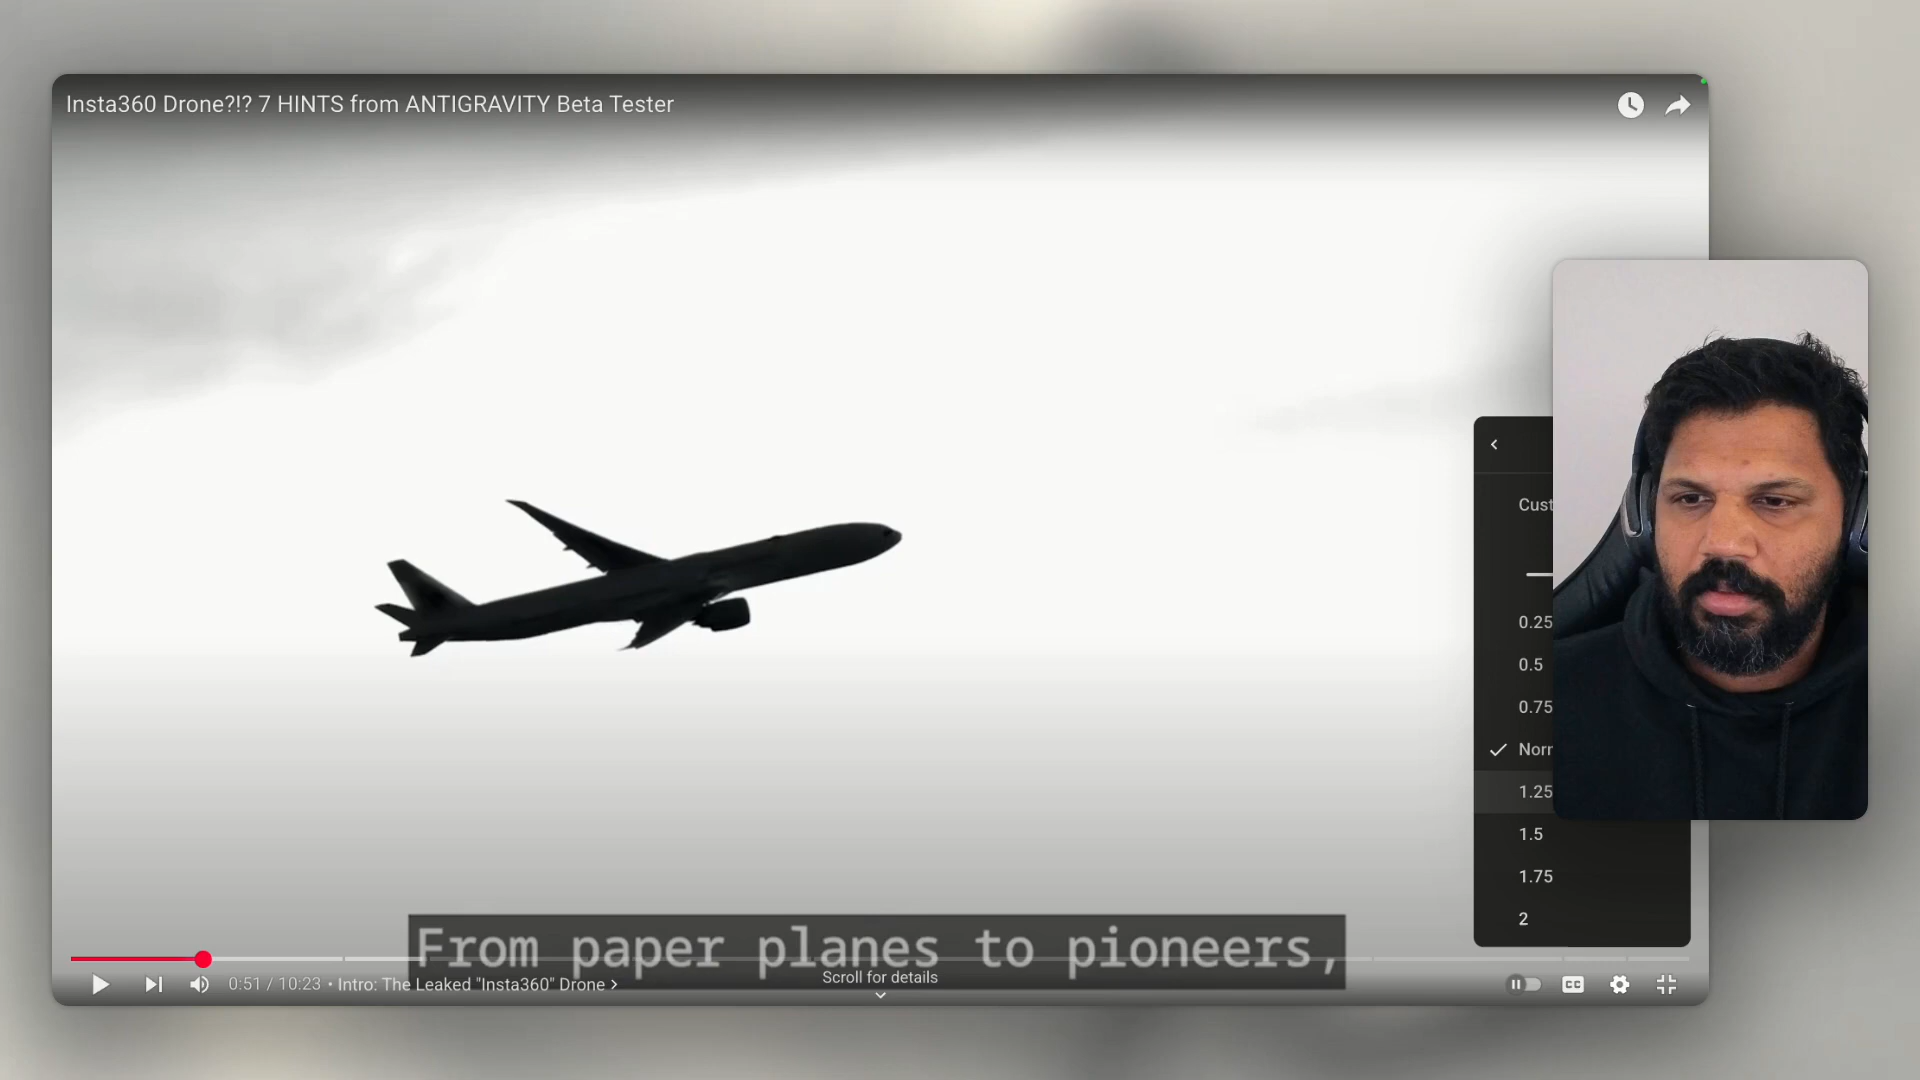 Insta360 Drone?!? 7 HINTS from ANTIGRAVITY Beta Tester
Cust
0.25
0.5
0.75
Norr
1.25
1.5
1.75
2
From paper planes to pioneers,
Scroll for details
0:51 / 10:23 • Intro: The Leaked "Insta360" Drone
CC